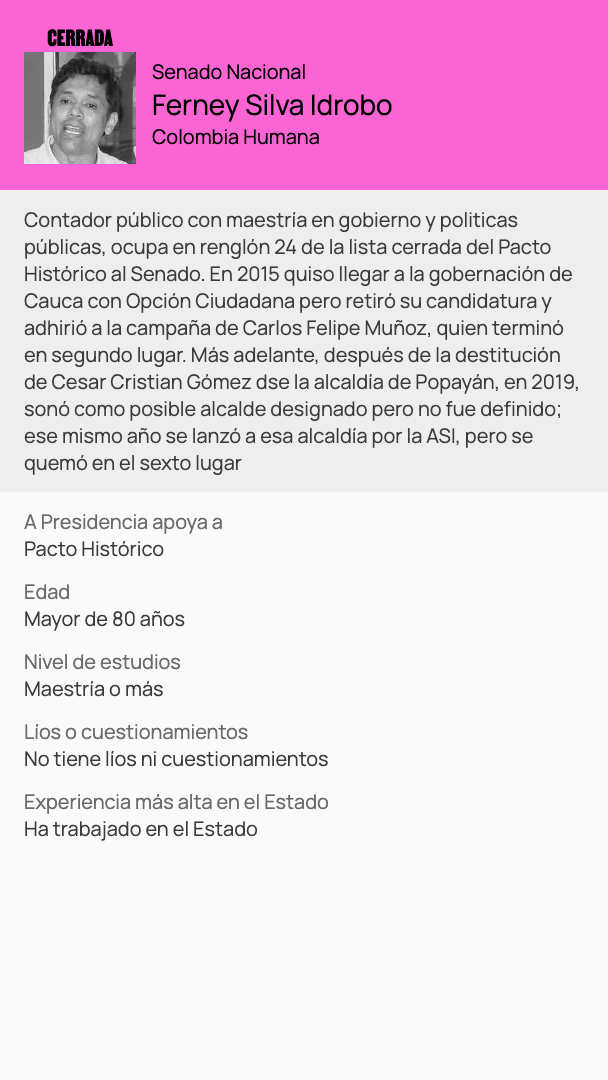 CERRADA
Senado Nacional
Ferney Silva Idrobo
Colombia Humana
Contador público con maestría en gobierno y politicas
públicas, ocupa en renglón 24 de la lista cerrada del Pacto
Histórico al Senado. En 2015 quiso llegar a la gobernación de
Cauca con Opción Ciudadana pero retiró su candidatura y
adhirió a la campaña de Carlos Felipe Muñoz, quien terminó
en segundo lugar. Más adelante, después de la destitución
de Cesar Cristian Gómez dse la alcaldía de Popayán, en 2019,
sonó como posible alcalde designado pero no fue definido;
ese mismo año se lanzó a esa alcaldía por la ASI, pero se
quemó en el sexto lugar
A Presidencia apoya a
Pacto Histórico
Edad
Mayor de 80 años
Nivel de estudios
Maestría o más
Líos o cuestionamientos
No tiene líos ni cuestionamientos
Experiencia más alta en el Estado
Ha trabajado en el Estado